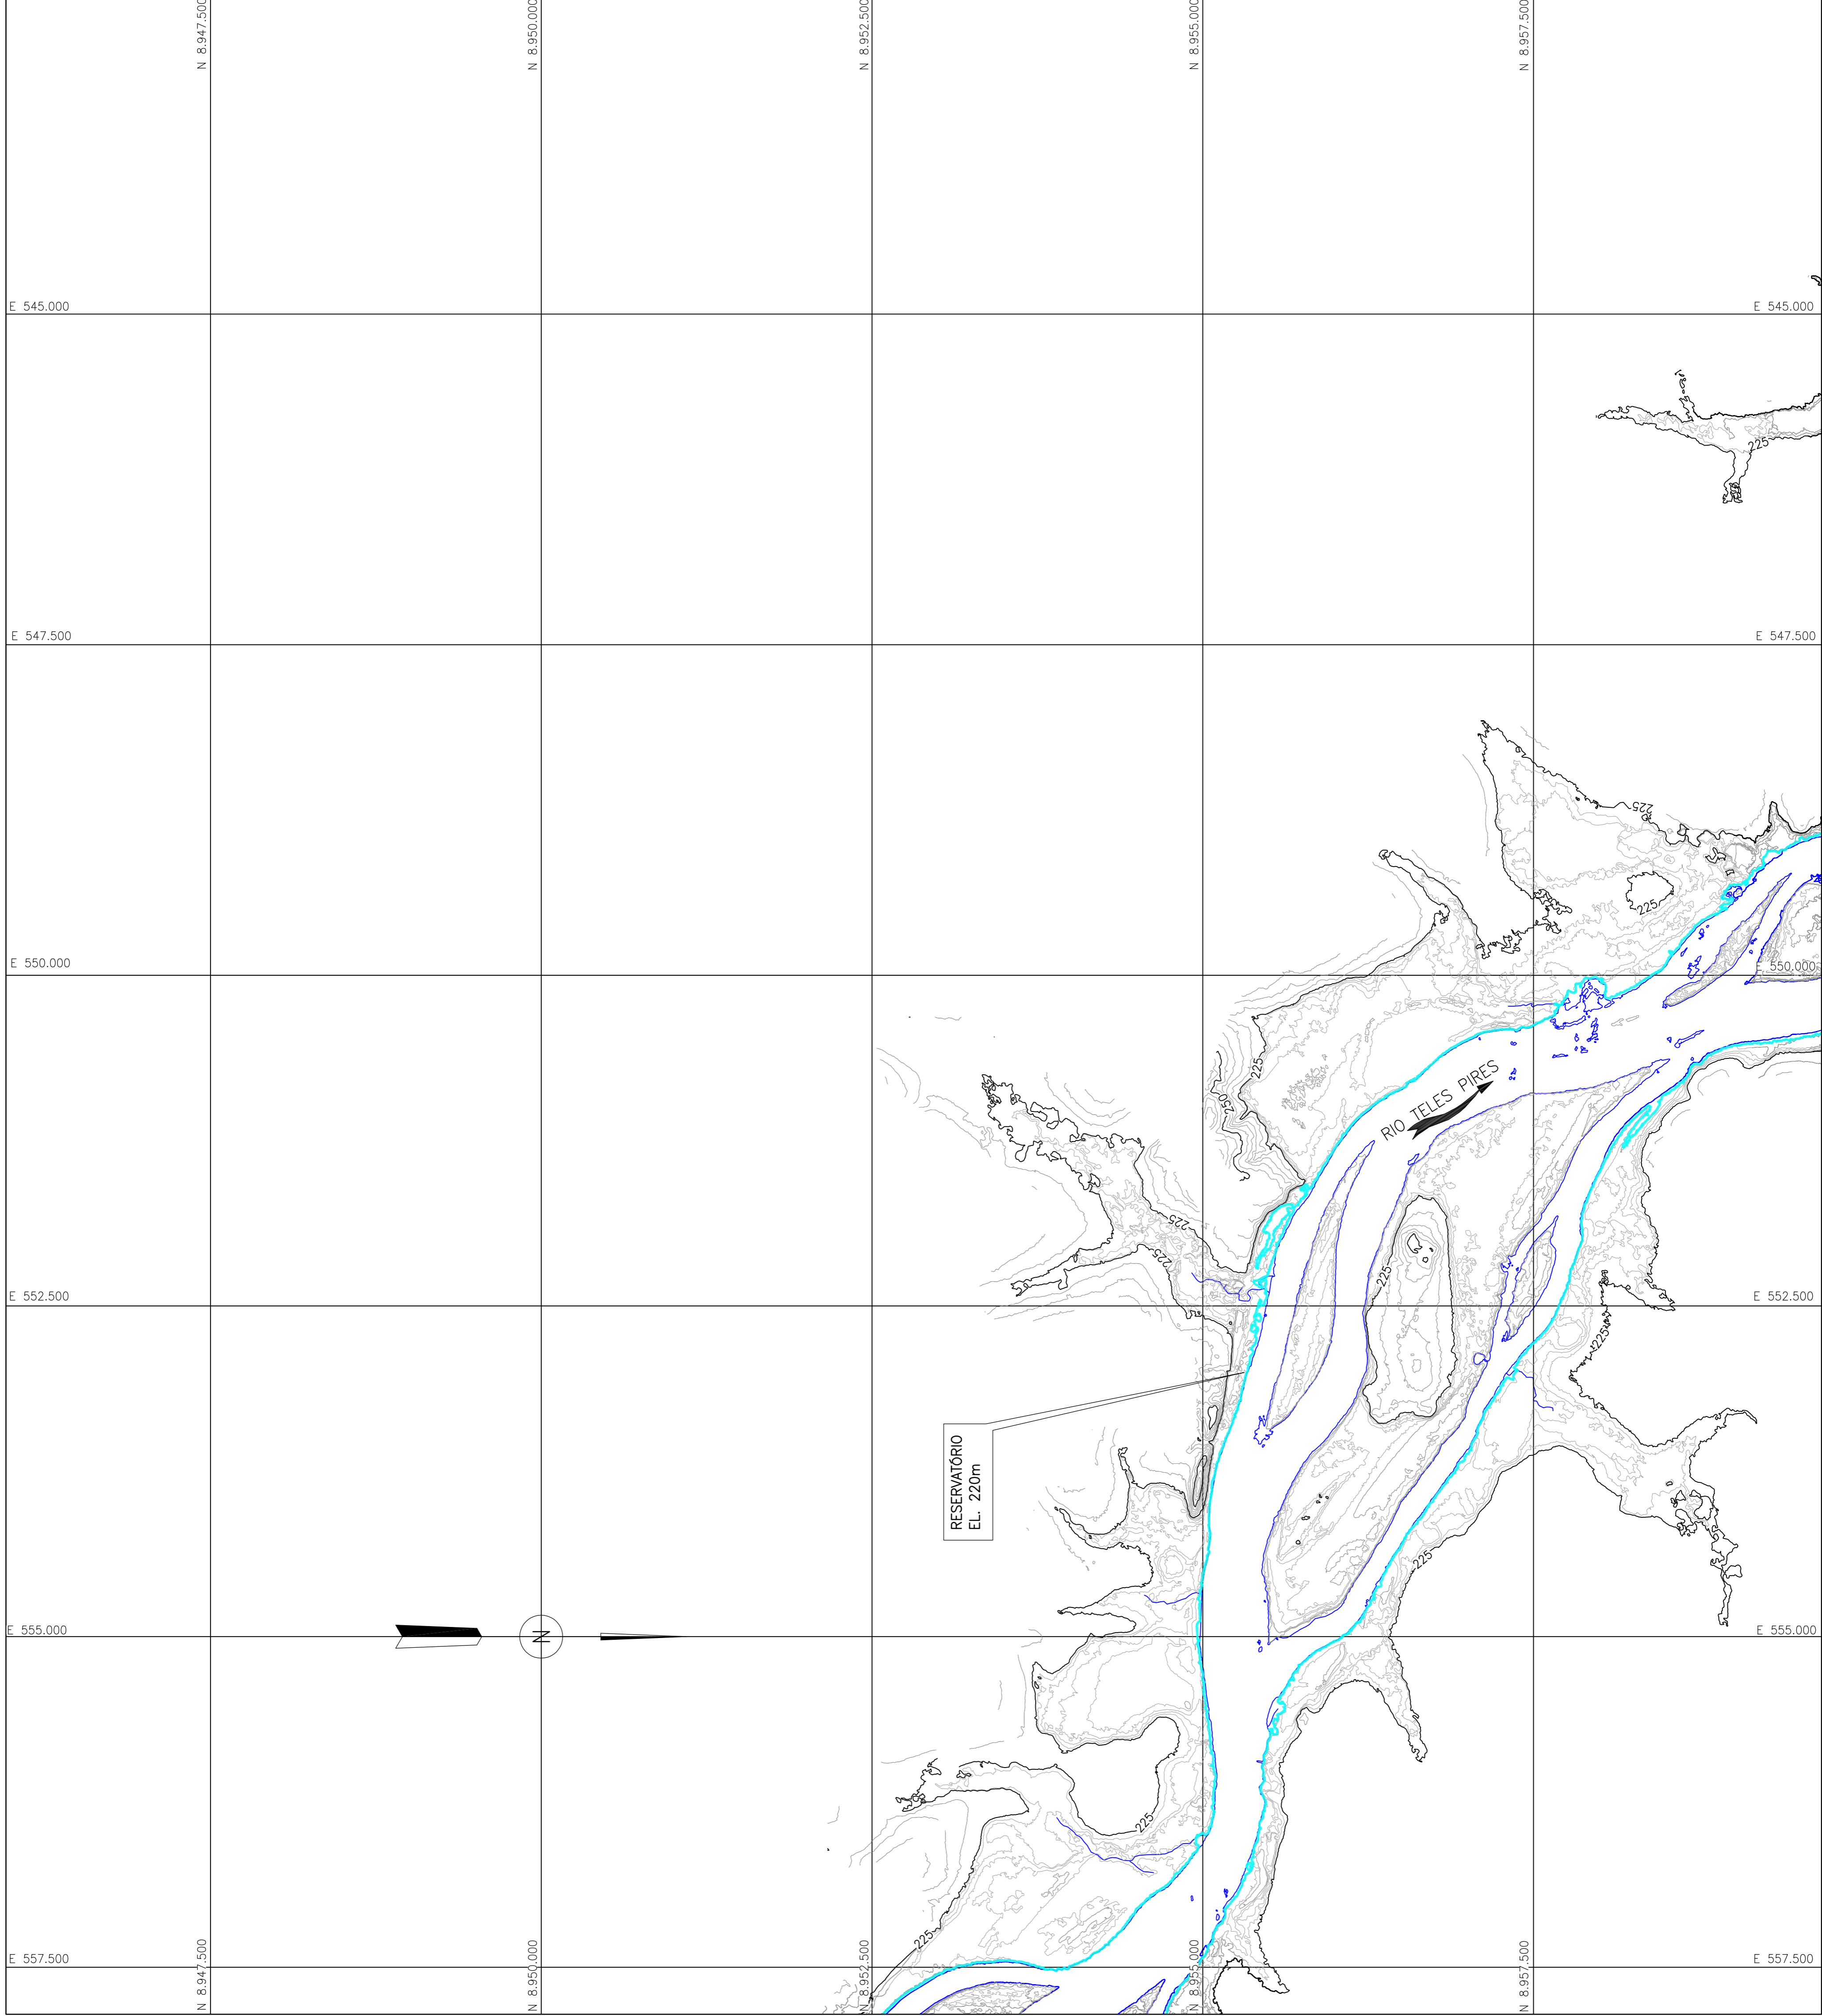 N 8.947.500
N 8.950.000
N 8.952.500
N 8.955.000
N 8.957.500
E 545.000
E 545.000
225
E 547.500
E 547.500
225
225
E 550.000
E 550.000
225
250
RIO TELES PIRES
225
225
225
E 552.500
E 552.500
225
RESERVATÓRIO
EL. 220m
225
N
E 555.000
E 555.000
225
225
E 557.500
E 557.500
N 8.947.500
N 8.950.000
N 8.952.500
N 8.955.000
N 8.957.500